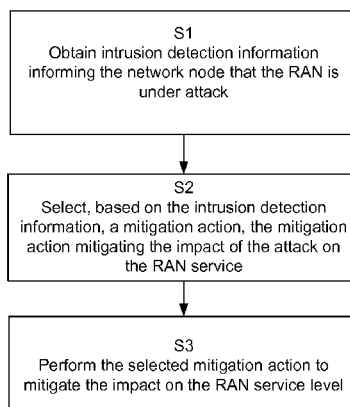 S1
Obtain intrusion detection information
informing the network node that the RAN is
under attack
S2
Select, based on the intrusion detection
information, a mitigation action, the mitigation
action mitigating the impact of the attack on
the RAN service
S3
Perform the selected mitigation action to
mitigate the impact on the RAN service level